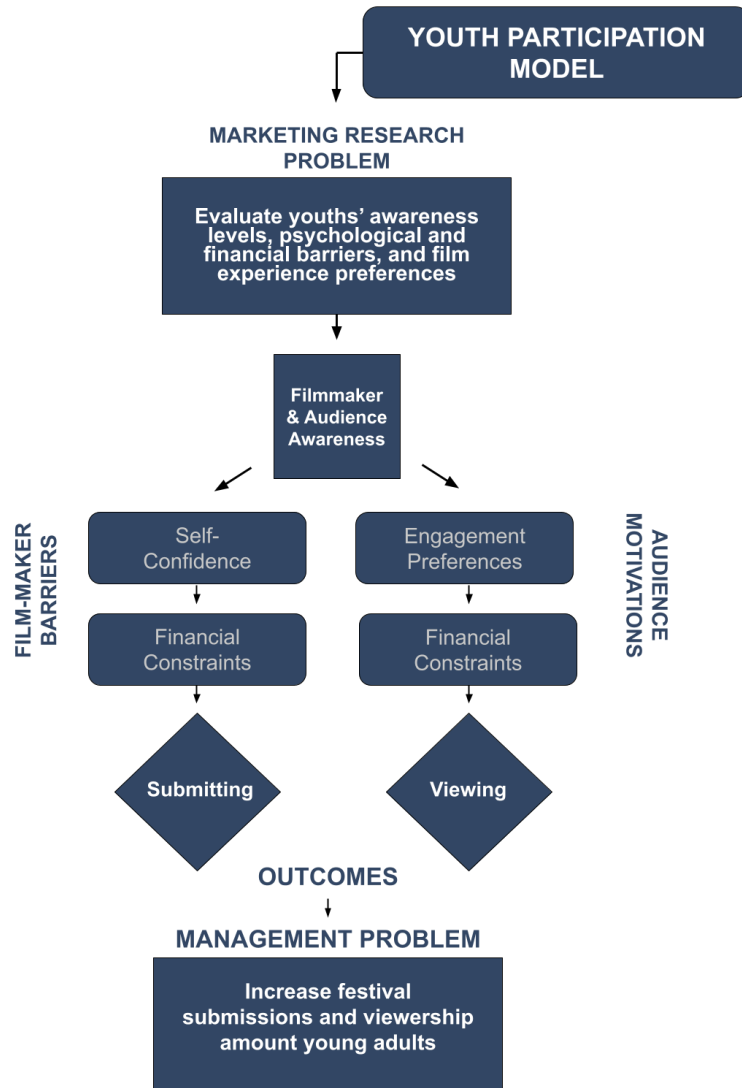 YOUTH PARTICIPATION
MODEL
MARKETING RESEARCH
PROBLEM
Evaluate youths’ awareness
levels, psychological and
financial barriers, and film
experience preferences
Filmmaker
& Audience
Awareness
FILM-MAKER
BARRIERS
Self-
Confidence
Financial
Constraints
Submitting
Engagement
Preferences
Financial
Constraints
Viewing
AUDIENCE
MOTIVATIONS
OUTCOMES
MANAGEMENT PROBLEM
Increase festival
submissions and viewership
amount young adults